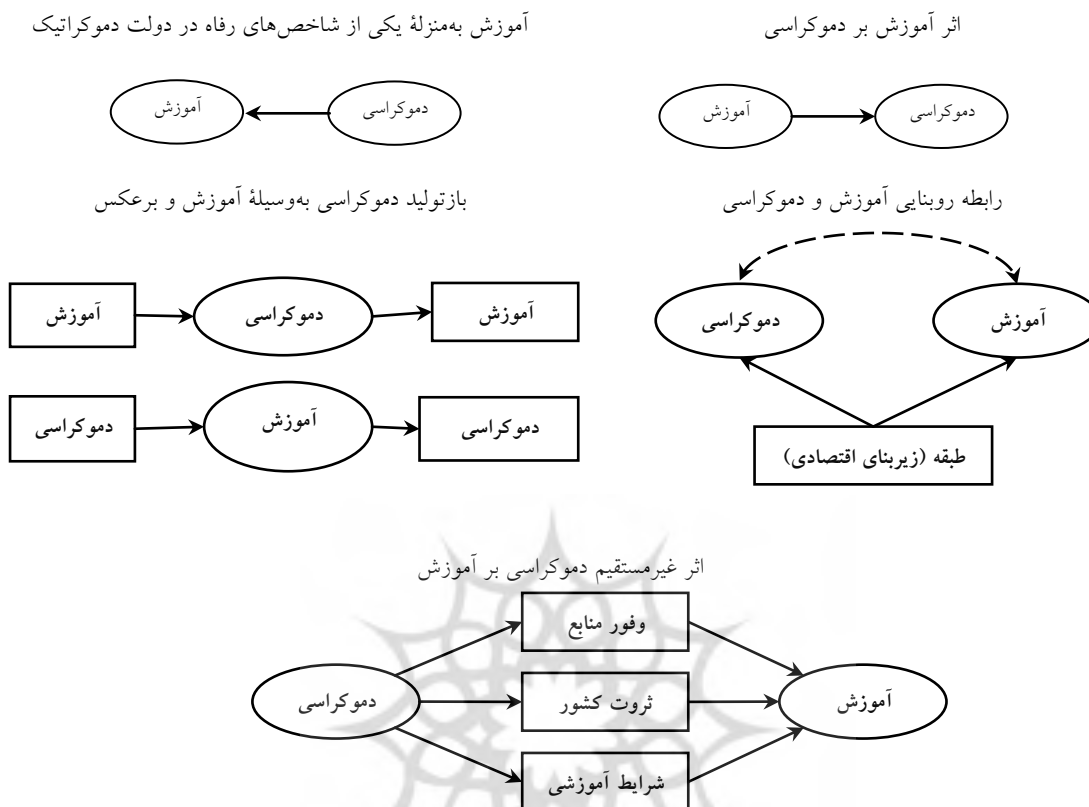 اثر آموزش بر دموکراسی
آموزش دموکراسی
آموزش به‌منزلهٔ یکی از شاخص‌های رفاه در دولت دموکراتیک
دموکراسی آموزش
رابطه روبنایی آموزش و دموکراسی
آموزش دموکراسی
طبقه (زیربنای اقتصادی)
بازتولید دموکراسی به‌وسیلهٔ آموزش و برعکس
آموزش دموکراسی آموزش
دموکراسی آموزش دموکراسی
اثر غیرمستقیم دموکراسی بر آموزش
وفور منابع
آموزش ثروت کشور دموکراسی
شرایط آموزشی